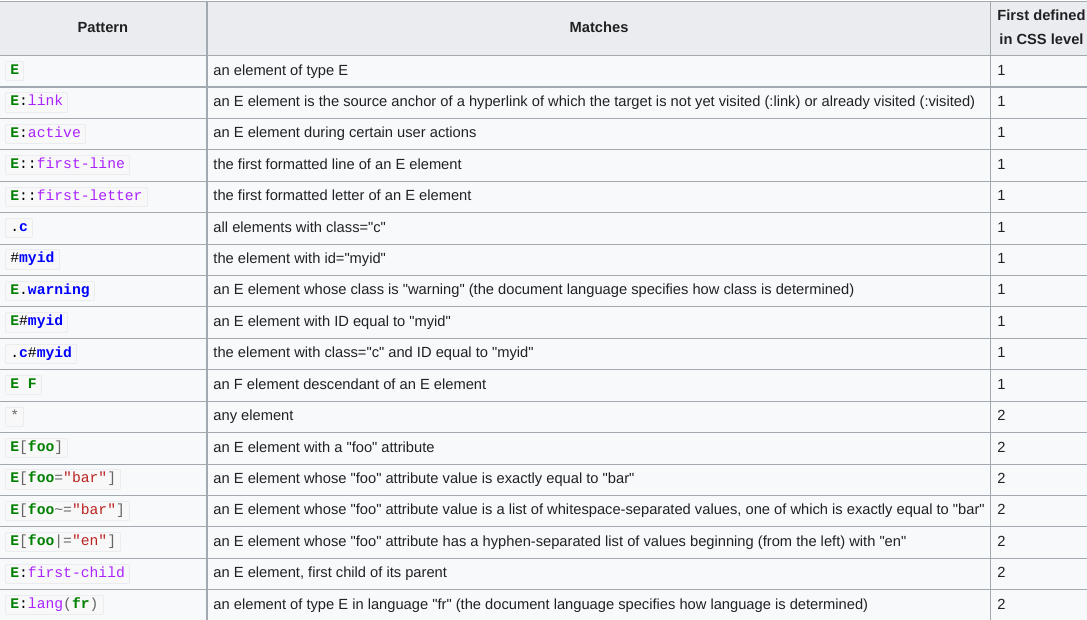 Pattern Matches First defined
in CSS level
E an element of type E 1
E:link an E element is the source anchor of a hyperlink of which the target is not yet visited (:link) or already visited (:visited) 1
E:active an E element during certain user actions 1
E::first-line the first formatted line of an E element 1
E::first-letter the first formatted letter of an E element 1
.c all elements with class="c" 1
#myid the element with id="myid" 1
E.warning an E element whose class is "warning" (the document language specifies how class is determined) 1
E#myid an E element with ID equal to "myid" 1
.c#myid the element with class="c" and ID equal to "myid" 1
E F an F element descendant of an E element 1
* any element 2
E[foo] an E element with a "foo" attribute 2
E[foo="bar"] an E element whose "foo" attribute value is exactly equal to "bar" 2
E[foo~="bar"] an E element whose "foo" attribute value is a list of whitespace-separated values, one of which is exactly equal to "bar" 2
E[foo|="en"] an E element whose "foo" attribute has a hyphen-separated list of values beginning (from the left) with "en" 2
E:first-child an E element, first child of its parent 2
E:lang(fr) an element of type E in language "fr" (the document language specifies how language is determined) 2